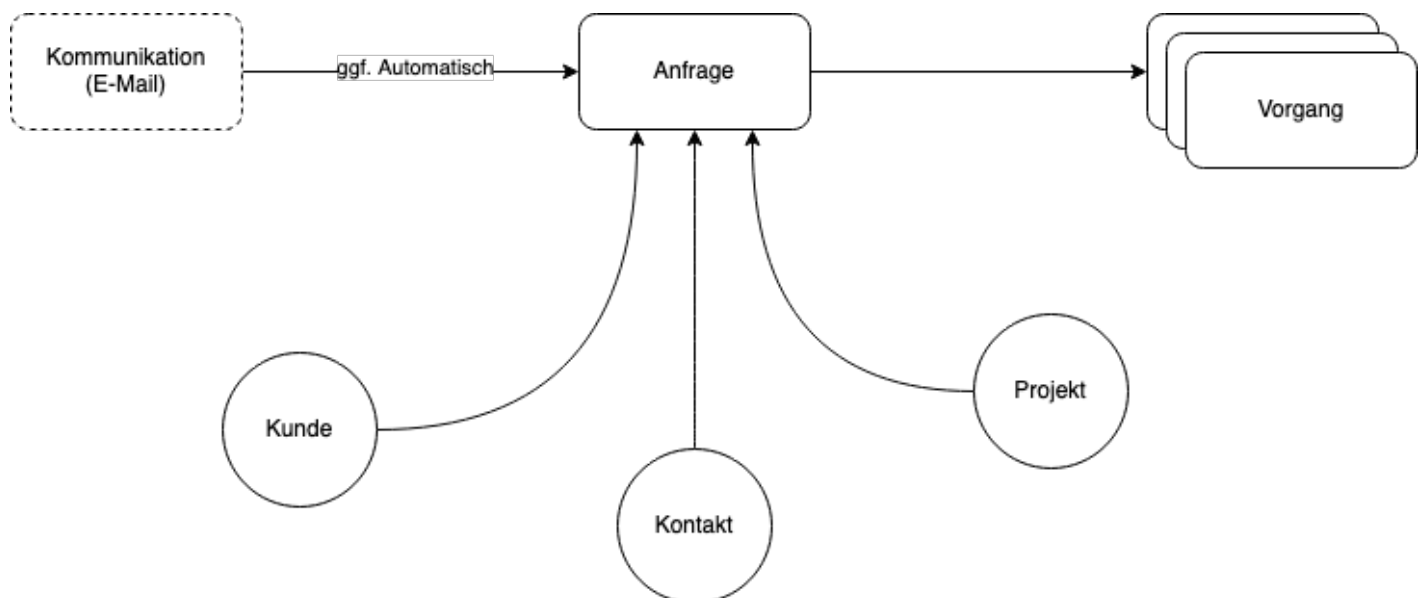 Kommunikation
(E-Mail)
ggf. Automatisch
Anfrage
Vorgang
Kunde
Kontakt
Projekt